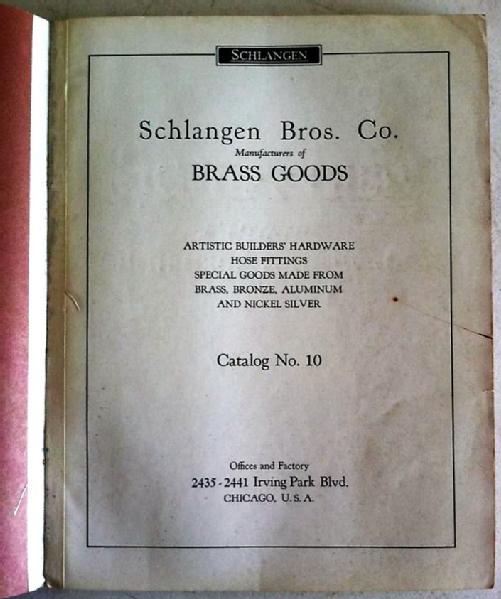 SCHLANGEN
Schlangen Bros. Co.
Manufacturers of
BRASS GOODS
ARTISTIC BUILDERS' HARDWARE
HOSE FITTINGS
SPECIAL GOODS MADE FROM
BRASS, BRONZE, ALUMINUM
AND NICKEL SILVER
Catalog No. 10
Offices and Factory
2435-2441 Irving Park Blvd.
CHICAGO, U. S. A.